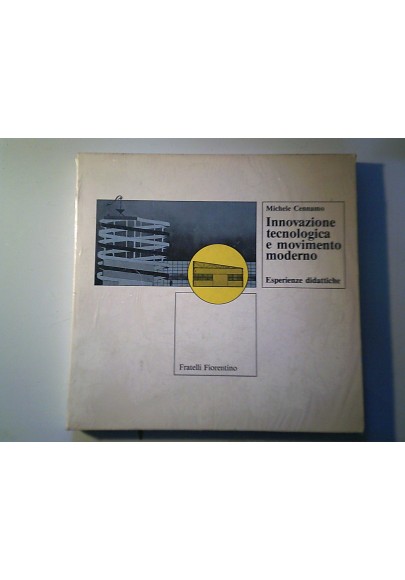 Michele Cennamo
Innovazione
tecnologica
e movimento
moderno
Esperienze didattiche
Fratelli Fiorentino